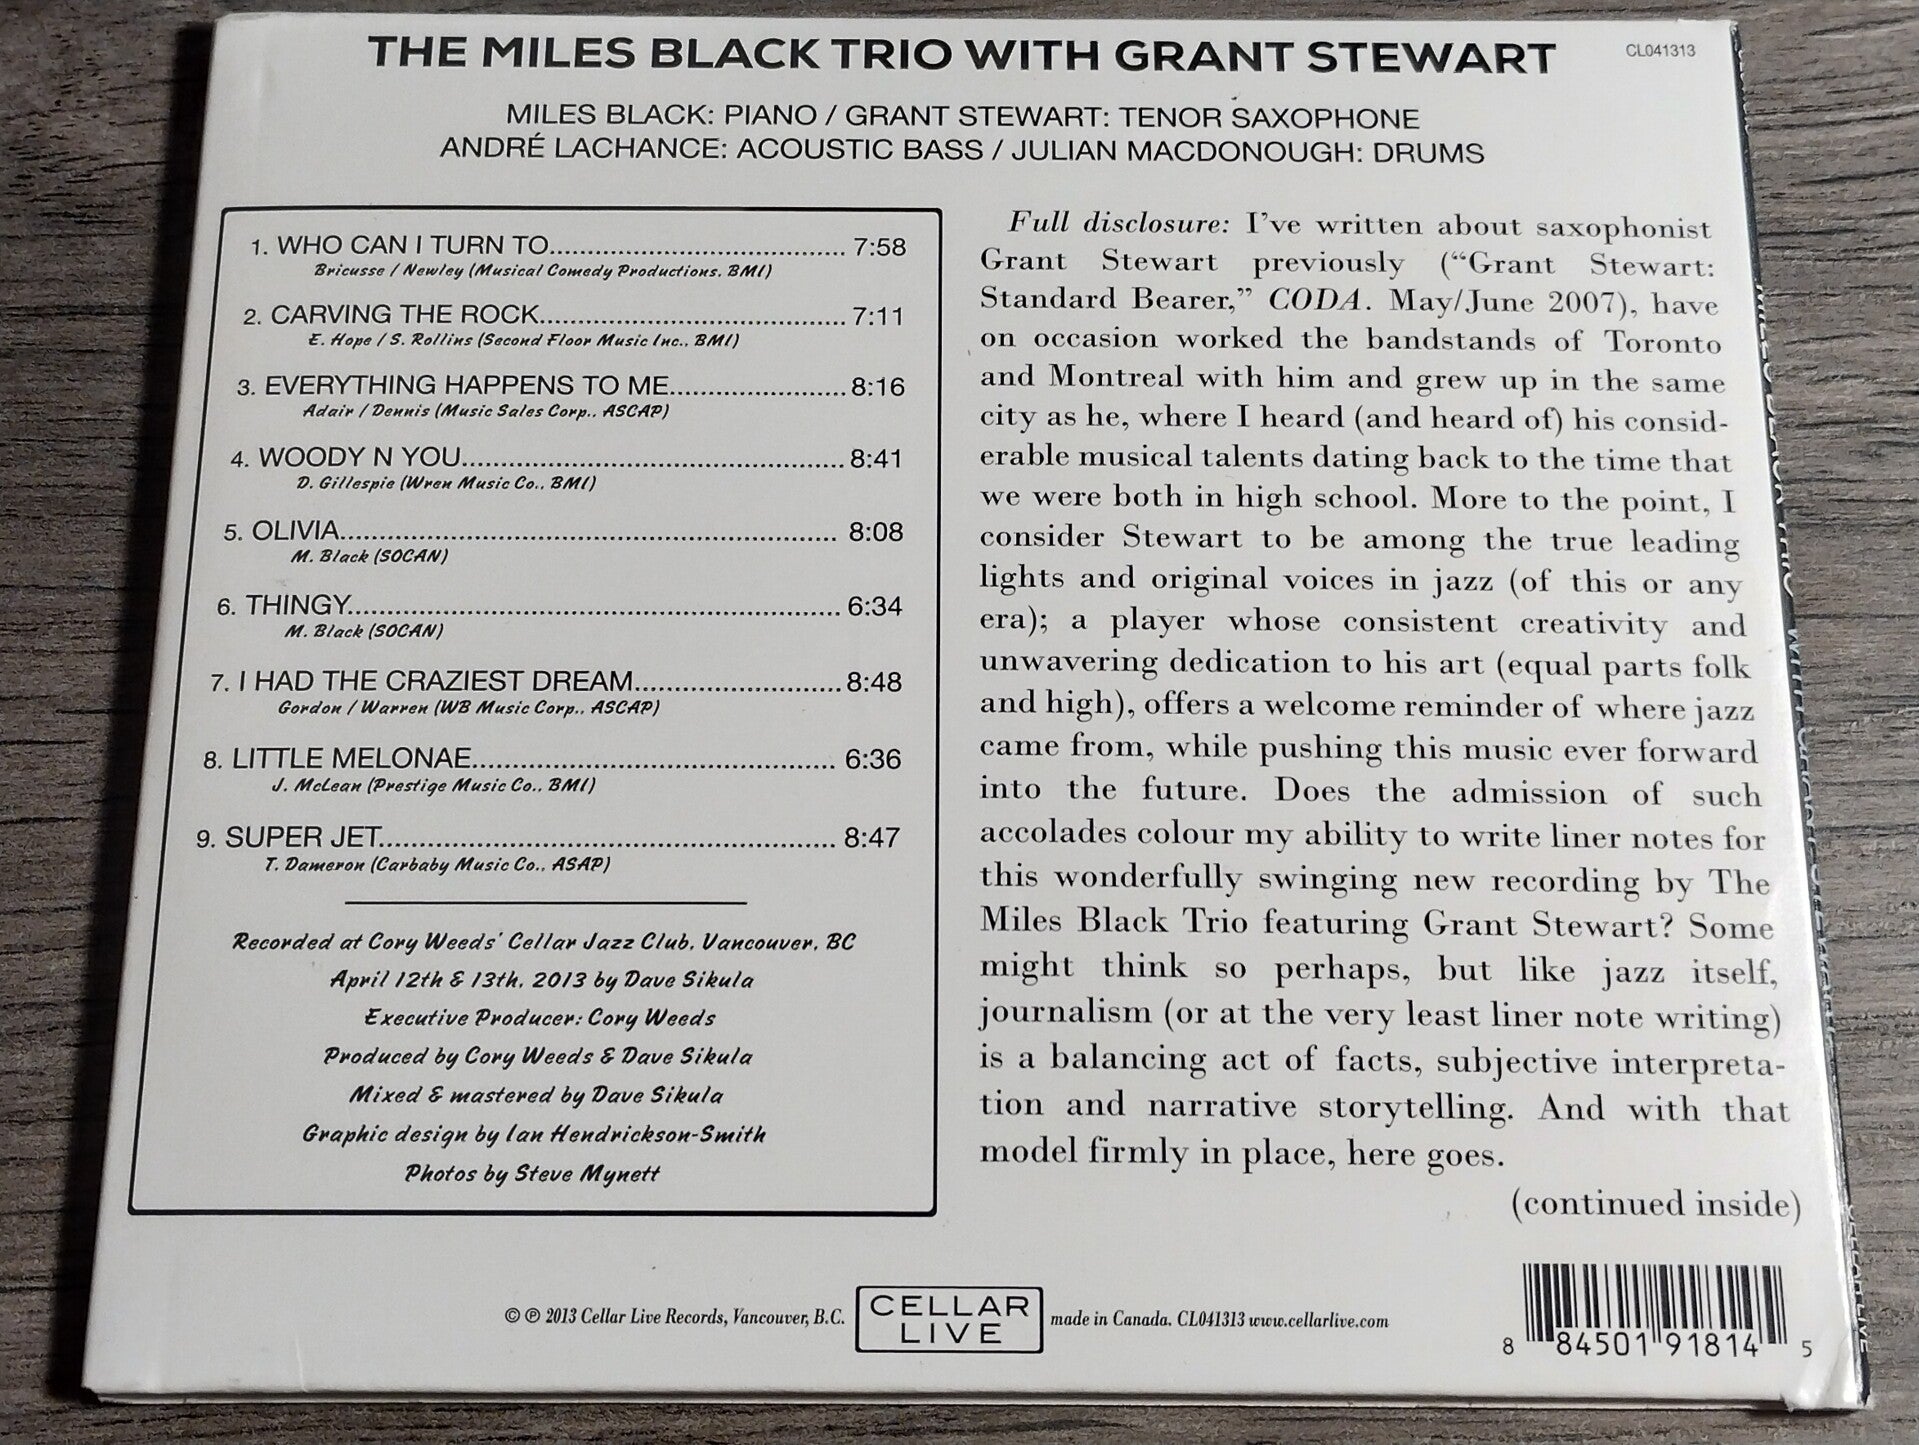 THE MILES BLACK TRIO WITH GRANT STEWART
CL041313
MILES BLACK: PIANO / GRANT STEWART: TENOR SAXOPHONE
ANDRÉ LACHANCE: ACOUSTIC BASS / JULIAN MACDONOUGH: DRUMS
1. WHO CAN I TURN TO.................................. 7:58
Bricusse / Newley (Musical Comedy Productions. BMI)
2. CARVING THE ROCK................................... 7:11
E. Hope / S. Rollins (Second Floor Music Inc.. BMI)
3. EVERYTHING HAPPENS TO ME.................... 8:16
Adair / Dennis (Music Sales Corp.. ASCAP)
4. WOODY N YOU........................................... 8:41
D. Gillespie (Wren Music Co.. BMI)
5. OLIVIA........................................................ 8:08
M. Black (SOCAN)
6. THINGY...................................................... 6:34
M. Black (SOCAN)
7. I HAD THE CRAZIEST DREAM....................... 8:48
Gordon / Warren (WB Music Corp.. ASCAP)
8. LITTLE MELONAE......................................... 6:36
J. McLean (Prestige Music Co.. BMI)
9. SUPER JET.................................................. 8:47
T. Dameron (Carbaby Music Co.. ASAP)
Recorded at Cory Weeds' Cellar Jazz Club. Vancouver. BC
April 12th & 13th. 2013 by Dave Sikula
Executive Producer: Cory Weeds
Produced by Cory Weeds & Dave Sikula
Mixed & mastered by Dave Sikula
Graphic design by Ian Hendrickson-Smith
Photos by Steve Mynett
Full disclosure: I've written about saxophonist
Grant Stewart previously ("Grant Stewart:
Standard Bearer," CODA. May/June 2007), have
on occasion worked the bandstands of Toronto
and Montreal with him and grew up in the same
city as he, where I heard (and heard of) his consid-
erable musical talents dating back to the time that
we were both in high school. More to the point, I
consider Stewart to be among the true leading
lights and original voices in jazz (of this or any
era); a player whose consistent creativity and
unwavering dedication to his art (equal parts folk
and high), offers a welcome reminder of where jazz
came from, while pushing this music ever forward
into the future. Does the admission of such
accolades colour my ability to write liner notes for
this wonderfully swinging new recording by The
Miles Black Trio featuring Grant Stewart? Some
might think so perhaps, but like jazz itself,
journalism (or at the very least liner note writing)
is a balancing act of facts, subjective interpreta-
tion and narrative storytelling. And with that
model firmly in place, here goes.
(continued inside)
© ℗ 2013 Cellar Live Records, Vancouver, B.C.
CELLAR
LIVE
made in Canada. CL041313 www.cellarlive.com
8 84501 91814 5